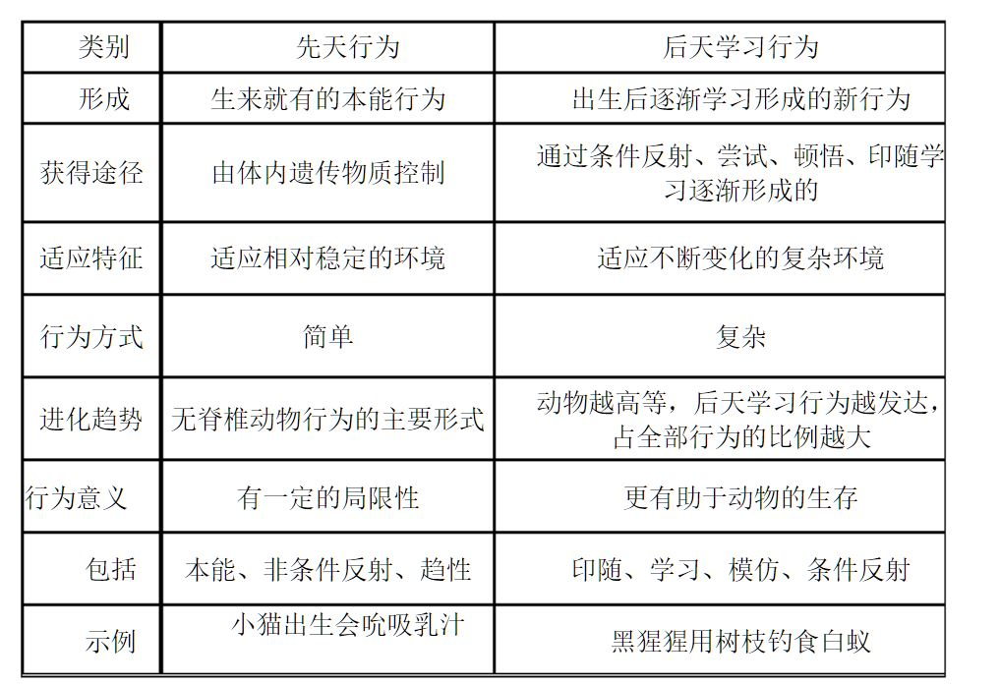 类别 先天行为 后天学习行为
形成 生来就有的本能行为 出生后逐渐学习形成的新行为
获得途径 由体内遗传物质控制 通过条件反射、尝试、顿悟、印随学
习逐渐形成的
适应特征 适应相对稳定的环境 适应不断变化的复杂环境
行为方式 简单 复杂
进化趋势 无脊椎动物行为的主要形式 动物越高等，后天学习行为越发达，
占全部行为的比例越大
行为意义 有一定的局限性 更有助于动物的生存
包括 本能、非条件反射、趋性 印随、学习、模仿、条件反射
示例 小猫出生会吮吸乳汁 黑猩猩用树枝钓食白蚁